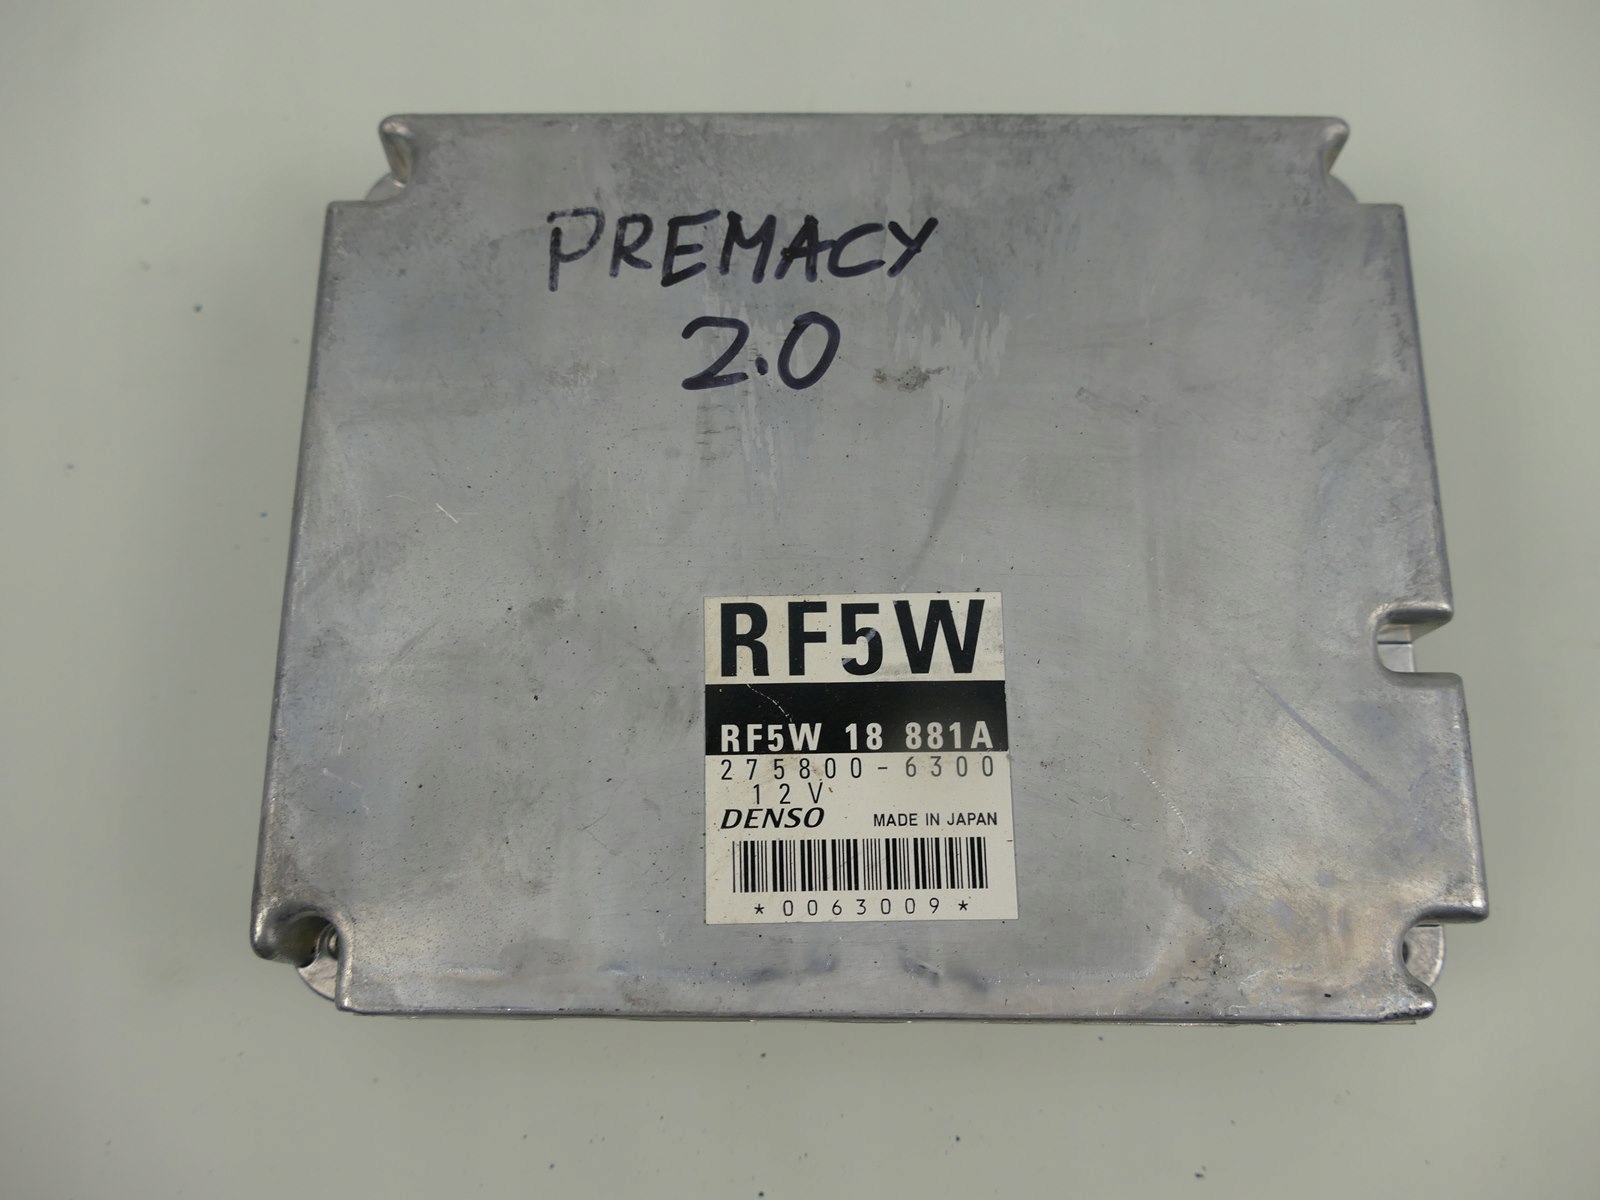 PREMACY
2.0
RF5W
RF5W 18 881A
275800-6300
12V
DENSO MADE IN JAPAN
*0063009*